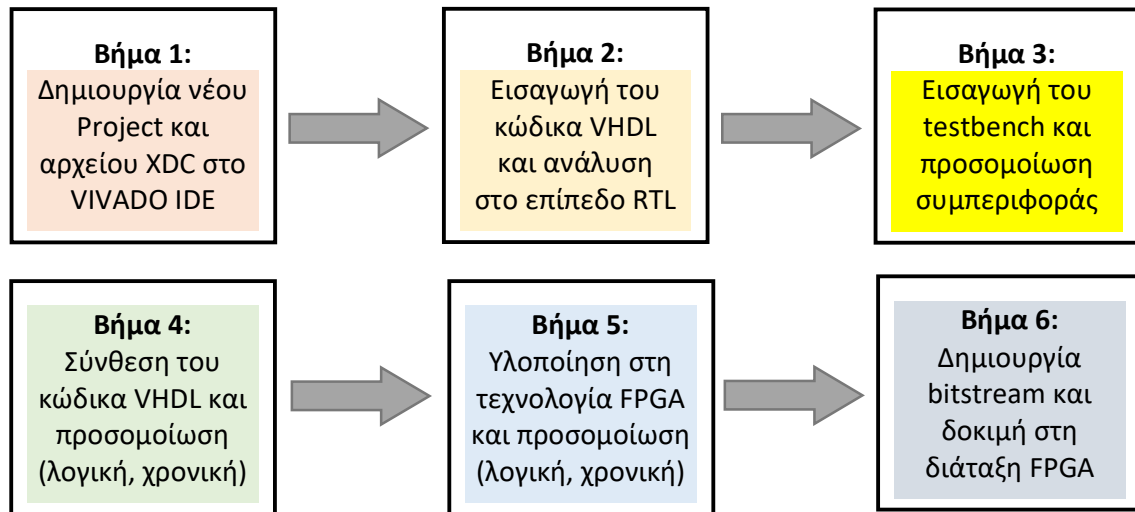 Βήμα 1:
Δημιουργία νέου
Project και
αρχείου XDC στο
VIVADO IDE
Βήμα 2:
Εισαγωγή του
κώδικα VHDL
και ανάλυση
στο επίπεδο RTL
Βήμα 3:
Εισαγωγή του
testbench και
προσομοίωση
συμπεριφοράς
Βήμα 4:
Σύνθεση του
κώδικα VHDL και
προσομοίωση
(λογική, χρονική)
Βήμα 5:
Υλοποίηση στη
τεχνολογία FPGA
και προσομοίωση
(λογική, χρονική)
Βήμα 6:
Δημιουργία
bitstream και
δοκιμή στη
διάταξη FPGA